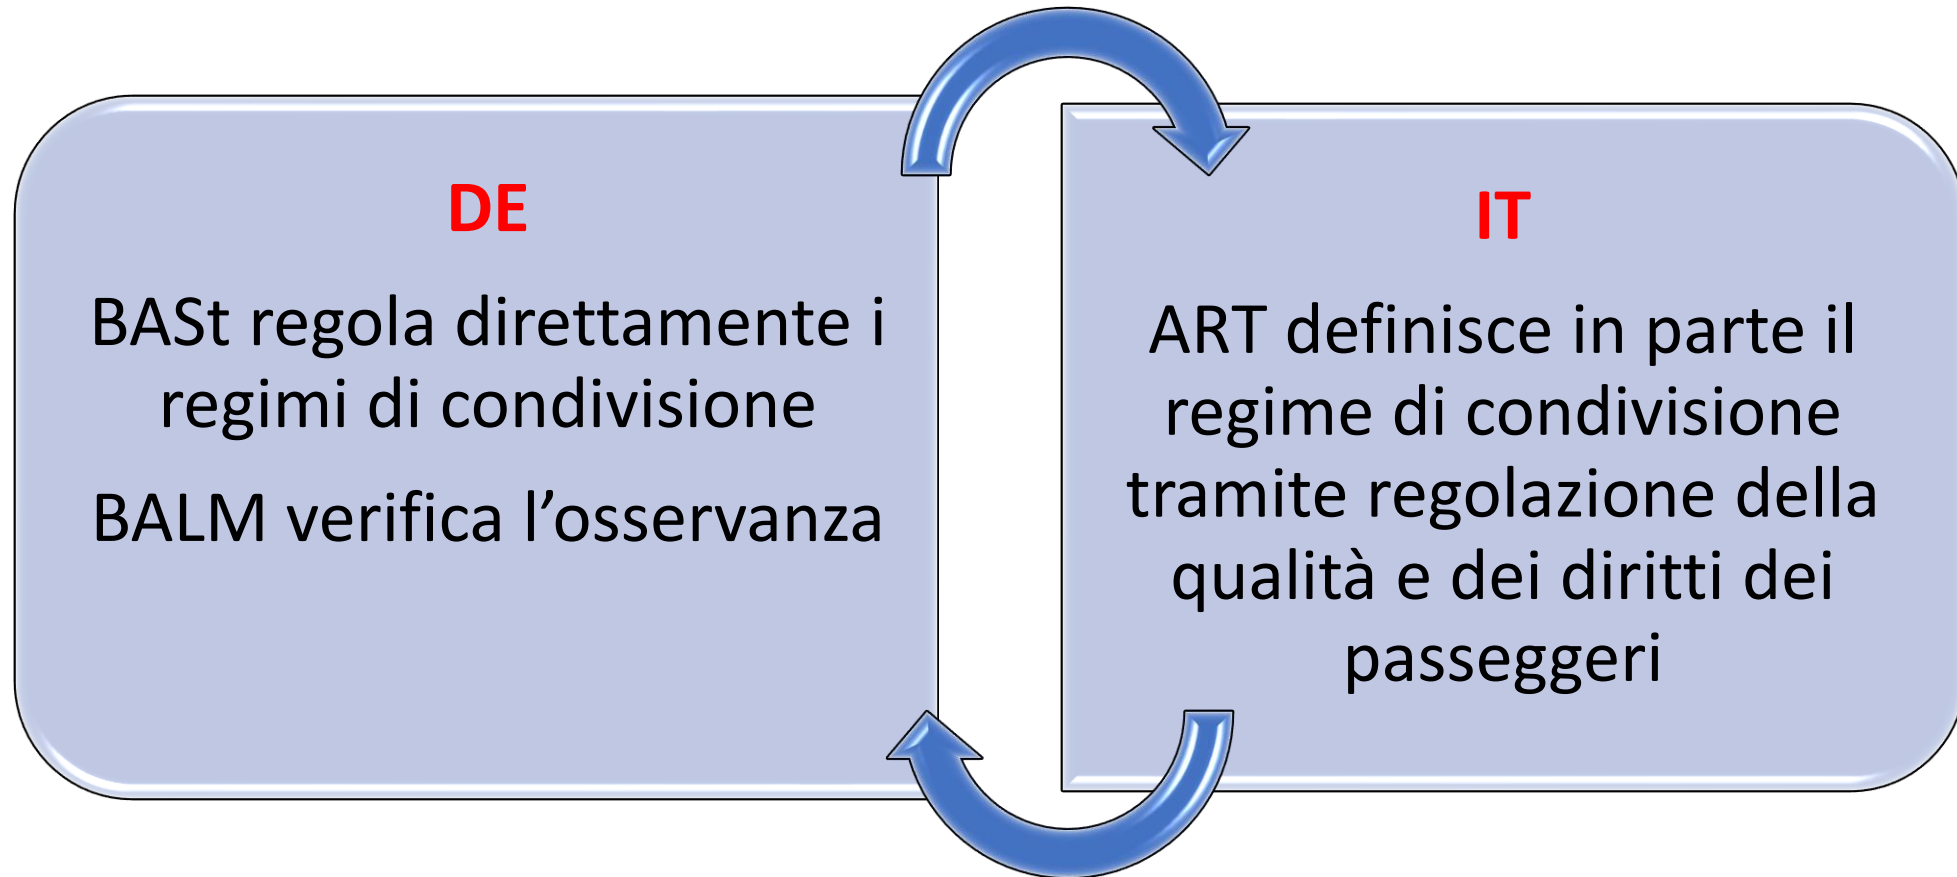 DE
BASt regola direttamente i
regimi di condivisione
BALM verifica l’osservanza
IT
ART definisce in parte il
regime di condivisione
tramite regolazione della
qualità e dei diritti dei
passeggeri